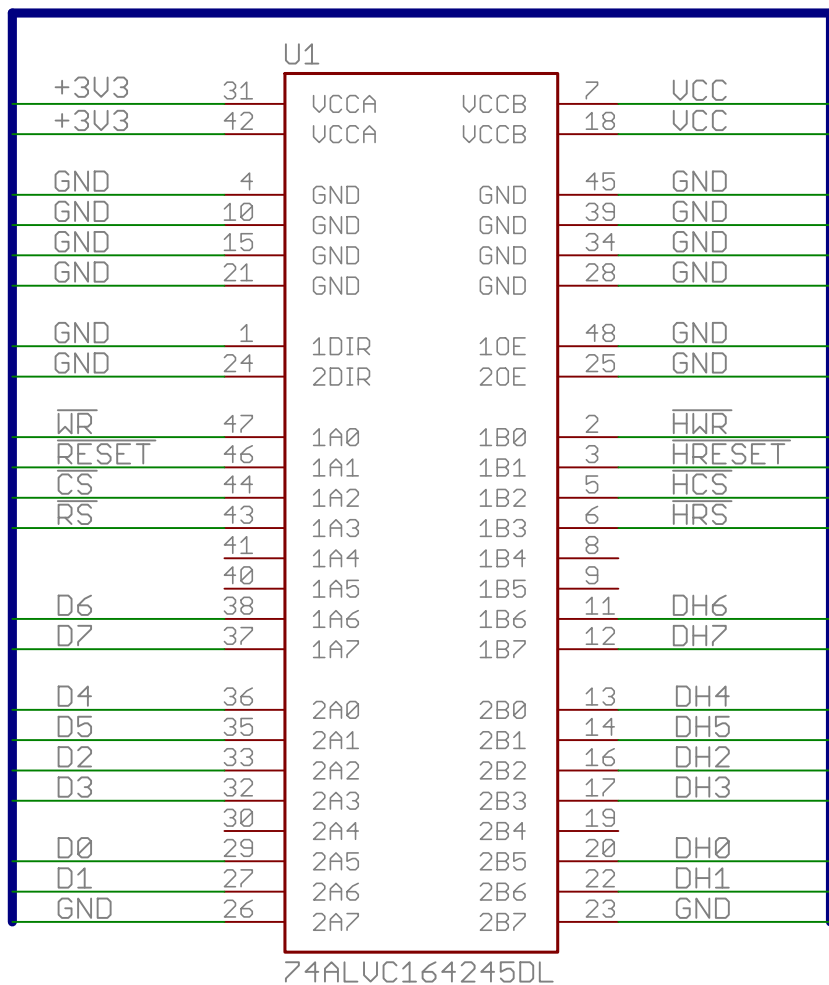 U1
+3V3 31 VCCA VCCB 7 VCC
+3V3 42 VCCA VCCB 18 VCC
GND 4 GND GND 45 GND
GND 10 GND GND 39 GND
GND 15 GND GND 34 GND
GND 21 GND GND 28 GND
GND 1 1DIR 1OE 48 GND
GND 24 2DIR 2OE 25 GND
WR 47 1A0 1B0 2 HWR
RESET 46 1A1 1B1 3 HRESET
CS 44 1A2 1B2 5 HCS
RS 43 1A3 1B3 6 HRS
41 1A4 1B4 8
40 1A5 1B5 9
D6 38 1A6 1B6 11 DH6
D7 37 1A7 1B7 12 DH7
D4 36 2A0 2B0 13 DH4
D5 35 2A1 2B1 14 DH5
D2 33 2A2 2B2 16 DH2
D3 32 2A3 2B3 17 DH3
30 2A4 2B4 19
D0 29 2A5 2B5 20 DH0
D1 27 2A6 2B6 22 DH1
GND 26 2A7 2B7 23 GND
74ALVC164245DL